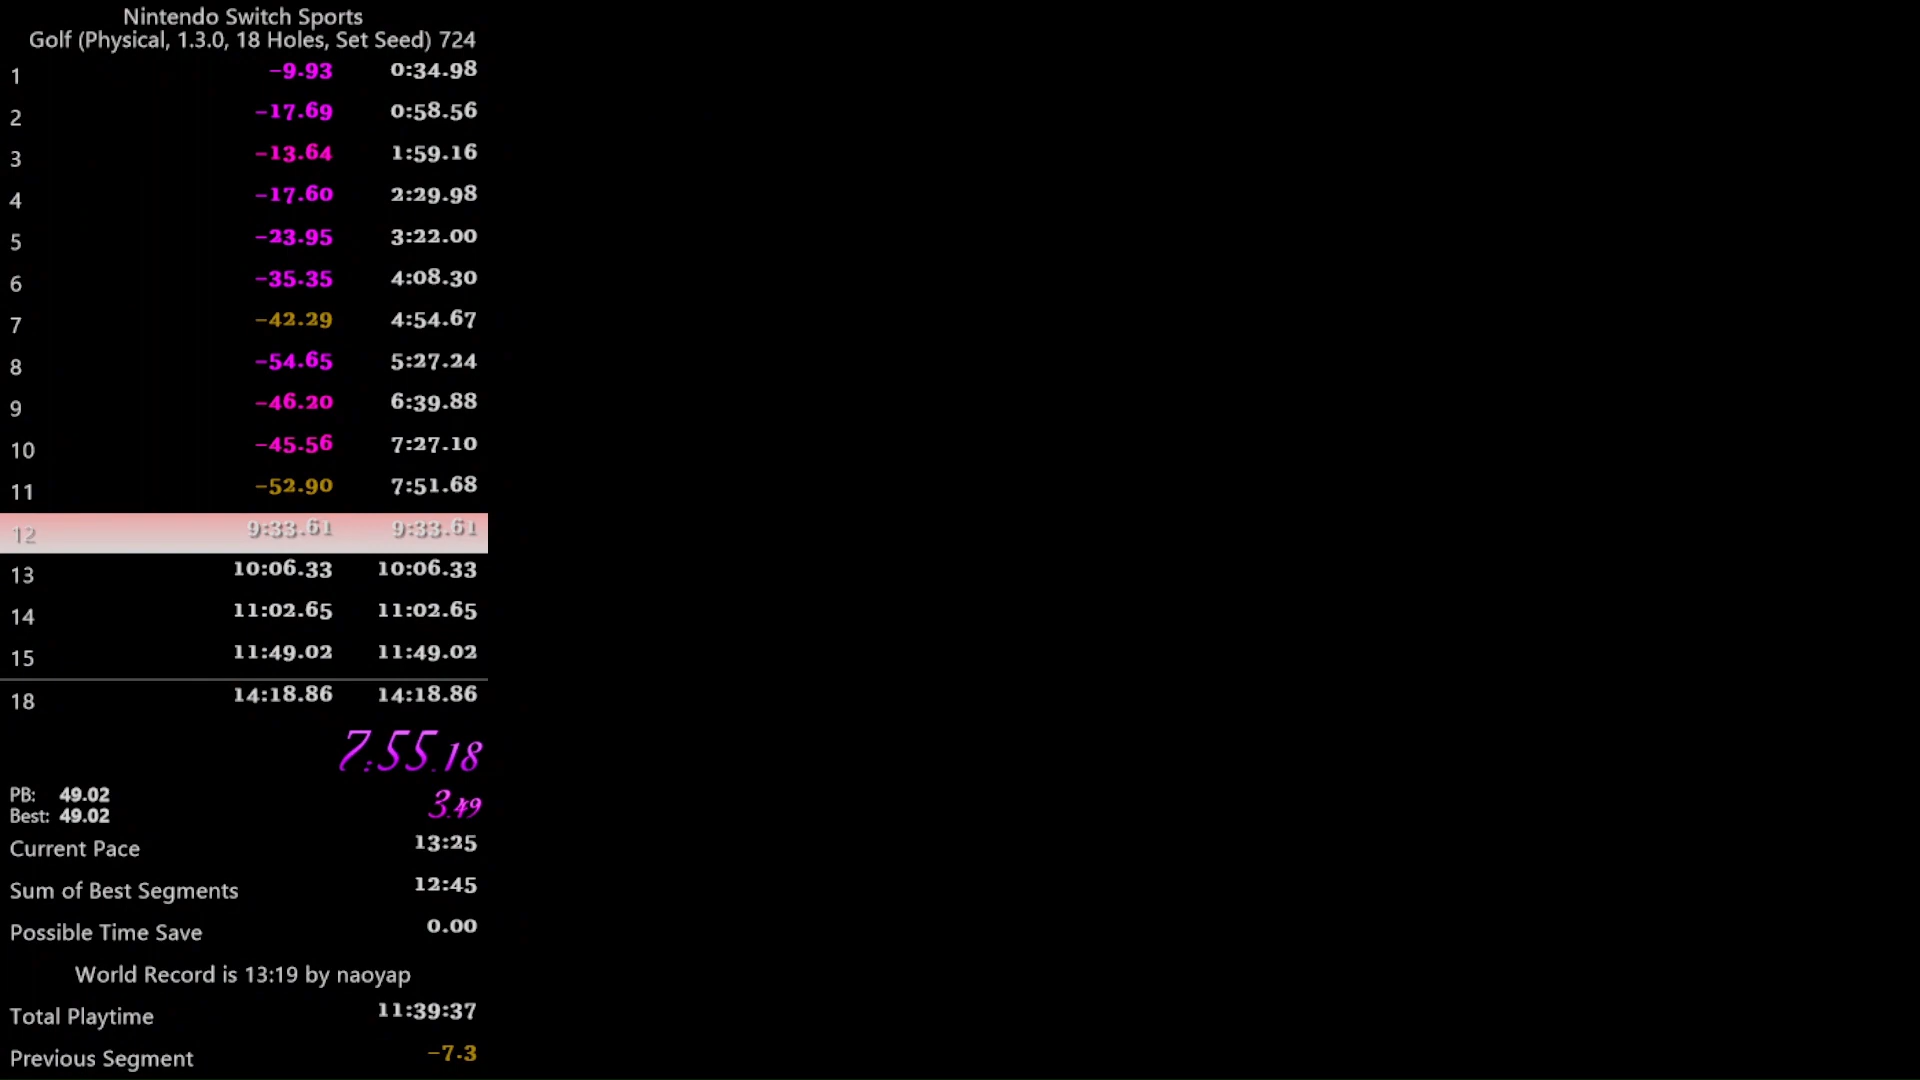 Nintendo Switch Sports
Golf (Physical, 1.3.0, 18 Holes, Set Seed) 724
1 −9.93 0:34.98
2 −17.69 0:58.56
3 −13.64 1:59.16
4 −17.60 2:29.98
5 −23.95 3:22.00
6 −35.35 4:08.30
7 −42.29 4:54.67
8 −54.65 5:27.24
9 −46.20 6:39.88
10 −45.56 7:27.10
11 −52.90 7:51.68
12 9:33.61 9:33.61
13 10:06.33 10:06.33
14 11:02.65 11:02.65
15 11:49.02 11:49.02
18 14:18.86 14:18.86
7:55.18
PB: 49.02 3.49
Best: 49.02
Current Pace 13:25
Sum of Best Segments 12:45
Possible Time Save 0.00
World Record is 13:19 by naoyap
Total Playtime 11:39:37
Previous Segment −7.3